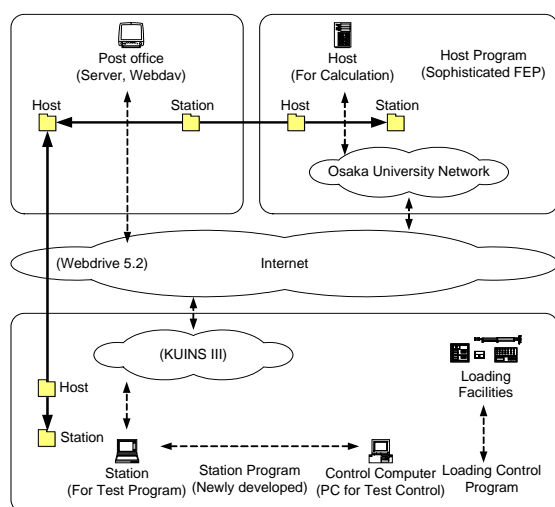 Post office
(Server, Webdav)
Host
Station
Host
(For Calculation)
Host Program
(Sophisticated FEP)
Host
Station
Osaka University Network
(Webdrive 5.2)
Internet
(KUINS III)
Host
Station
Loading
Facilities
Station
(For Test Program)
Station Program
(Newly developed)
Control Computer
(PC for Test Control)
Loading Control
Program